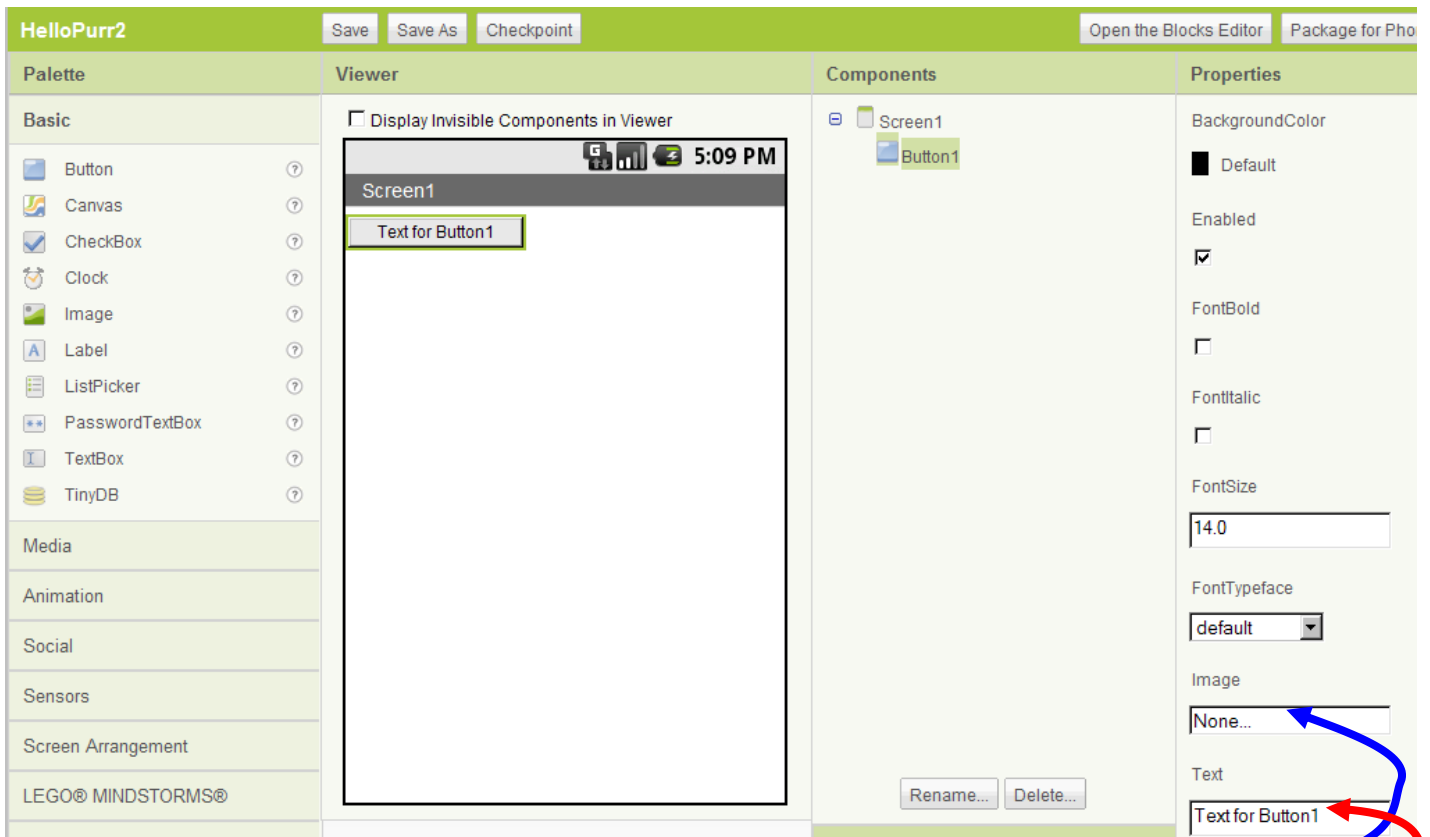 HelloPurr2
Save
Save As
Checkpoint
Open the Blocks Editor
Package for Pho
Palette
Viewer
Components
Properties
Basic
Button
?
Canvas
?
CheckBox
?
Clock
?
Image
?
Label
?
ListPicker
?
PasswordTextBox
?
TextBox
?
TinyDB
?
Media
Animation
Social
Sensors
Screen Arrangement
LEGO® MINDSTORMS®
Display Invisible Components in Viewer
G
5:09 PM
Screen1
Text for Button1
Screen1
Button1
Rename...
Delete...
BackgroundColor
Default
Enabled
FontBold
FontItalic
FontSize
14.0
FontTypeface
default
Image
None...
Text
Text for Button1